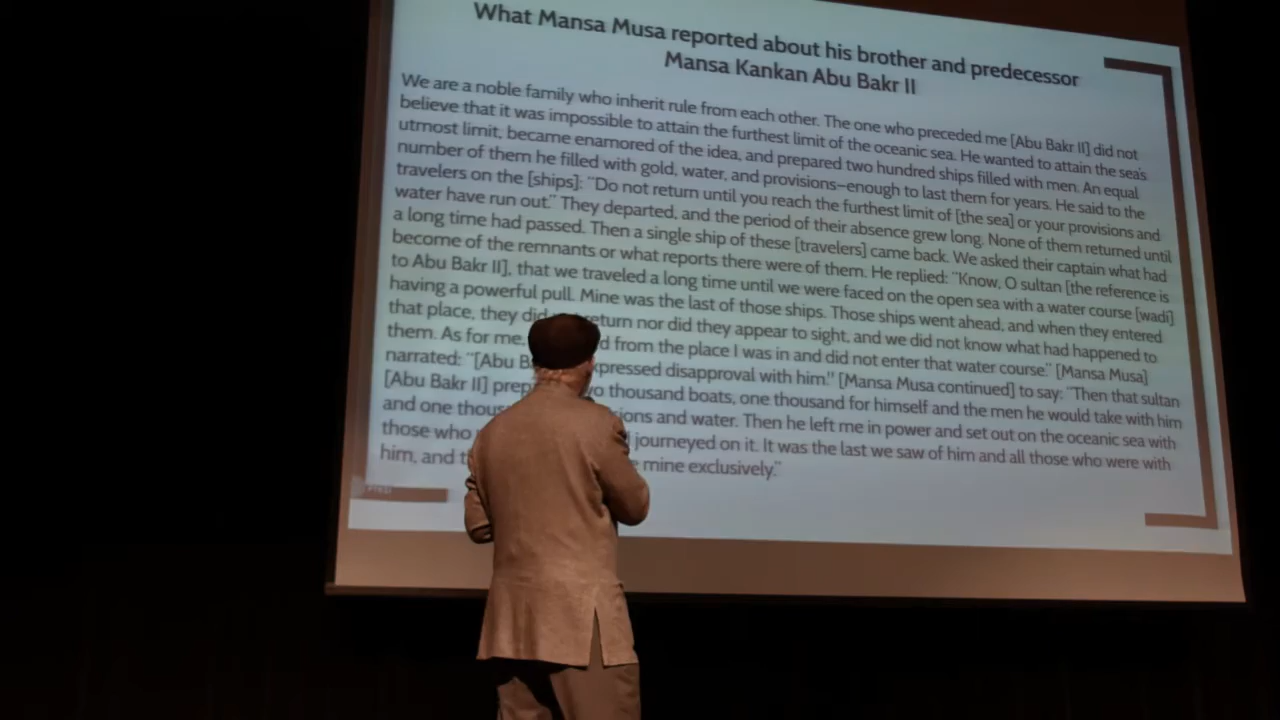 What Mansa Musa reported about his brother and predecessor
Mansa Kankan Abu Bakr II
We are a noble family who inherit rule from each other. The one who preceded me [Abu Bakr II] did not
believe that it was impossible to attain the furthest limit of the oceanic sea. He wanted to attain the sea's
utmost limit, became enamored of the idea, and prepared two hundred ships filled with men. An equal
number of them he filled with gold, water, and provisions—enough to last them for years. He said to the
travelers on the [ships]: "Do not return until you reach the furthest limit of [the sea] or your provisions and
water have run out." They departed, and the period of their absence grew long. None of them returned until
a long time had passed. Then a single ship of these [travelers] came back. We asked their captain what had
become of the remnants or what reports there were of them. He replied: "Know, O sultan [the reference is
to Abu Bakr II], that we traveled a long time until we were faced on the open sea with a water course [wadi]
having a powerful pull. Mine was the last of those ships. Those ships went ahead, and when they entered
that place, they did return nor did they appear to sight, and we did not know what had happened to
them. As for me, from the place I was in and did not enter that water course." [Mansa Musa]
narrated: "[Abu expressed disapproval with him." [Mansa Musa continued] to say: "Then that sultan
[Abu Bakr II] two thousand boats, one thousand for himself and the men he would take with him
and one and water. Then he left me in power and set out on the oceanic sea with
those who journeyed on it. It was the last we saw of him and all those who were with
him, and mine exclusively."